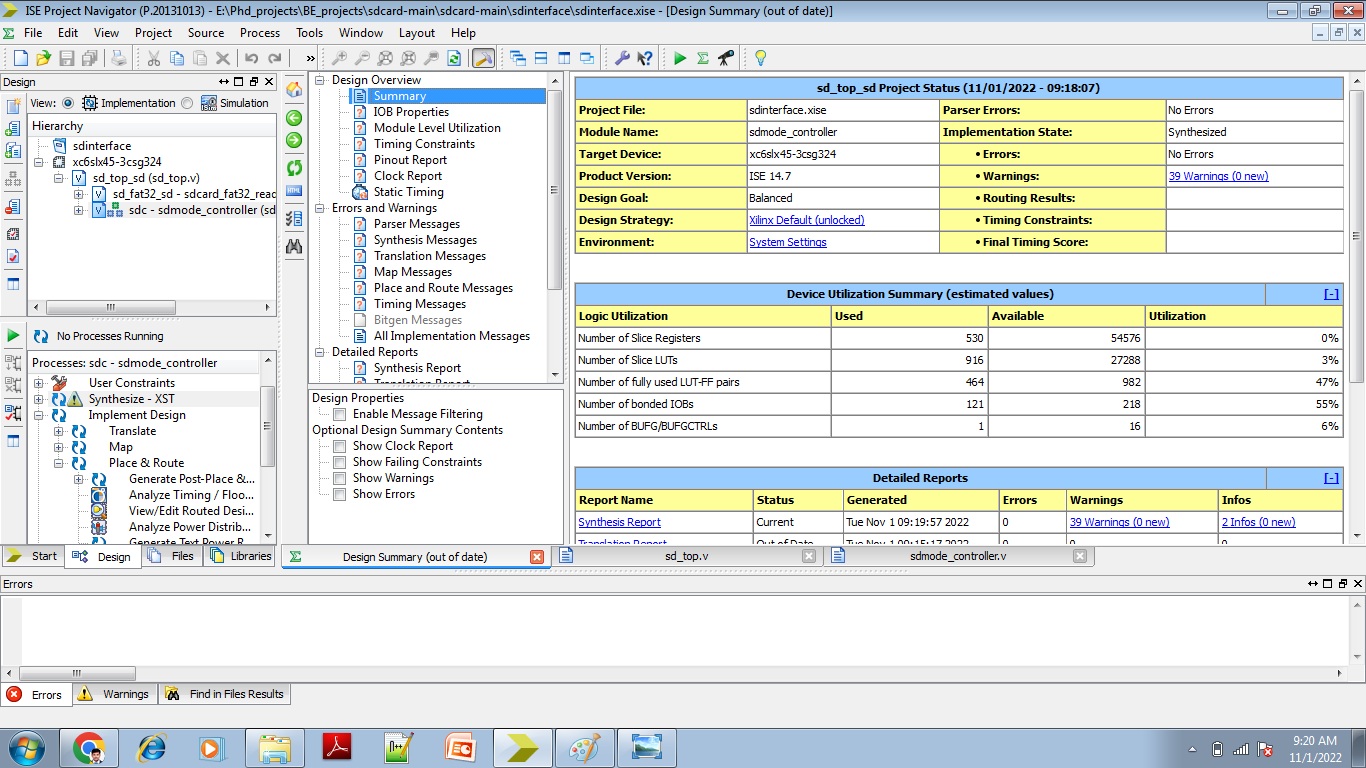 ISE Project Navigator (P.20131013) - E:\Phd_projects\BE_projects\sdcard-main\sdcard-main\sdinterface\sdinterface.xise - [Design Summary (out of date)]
File Edit View Project Source Process Tools Window Layout Help
»
Design
View: Implementation Simulation
Hierarchy
sdinterface
xc6slx45-3csg324
sd_top_sd (sd_top.v)
sd_fat32_sd - sdcard_fat32_reac
sdc - sdmode_controller (sd
No Processes Running
Processes: sdc - sdmode_controller
User Constraints
Synthesize - XST
Implement Design
Translate
Map
Place & Route
Generate Post-Place &...
Analyze Timing / Floo...
View/Edit Routed Desi...
Analyze Power Distrib...
Generate Text Power R
Start Design Files Libraries
Design Overview
Summary
IOB Properties
Module Level Utilization
Timing Constraints
Pinout Report
Clock Report
Static Timing
Errors and Warnings
Parser Messages
Synthesis Messages
Translation Messages
Map Messages
Place and Route Messages
Timing Messages
Bitgen Messages
All Implementation Messages
Detailed Reports
Synthesis Report
Translation Report
Design Properties
Enable Message Filtering
Optional Design Summary Contents
Show Clock Report
Show Failing Constraints
Show Warnings
Show Errors
sd_top_sd Project Status (11/01/2022 - 09:18:07)
Project File: sdinterface.xise Parser Errors: No Errors
Module Name: sdmode_controller Implementation State: Synthesized
Target Device: xc6slx45-3csg324 • Errors: No Errors
Product Version: ISE 14.7 • Warnings: 39 Warnings (0 new)
Design Goal: Balanced • Routing Results:
Design Strategy: Xilinx Default (unlocked) • Timing Constraints:
Environment: System Settings • Final Timing Score:
Device Utilization Summary (estimated values) [-]
Logic Utilization Used Available Utilization
Number of Slice Registers 530 54576 0%
Number of Slice LUTs 916 27288 3%
Number of fully used LUT-FF pairs 464 982 47%
Number of bonded IOBs 121 218 55%
Number of BUFG/BUFGCTRLs 1 16 6%
Detailed Reports [-]
Report Name Status Generated Errors Warnings Infos
Synthesis Report Current Tue Nov 1 09:19:57 2022 0 39 Warnings (0 new) 2 Infos (0 new)
Translation Report Out of Date Tue Nov 1 09:15:17 2022 0 0 0
Design Summary (out of date) sd_top.v sdmode_controller.v
Errors
Errors Warnings Find in Files Results
9:20 AM
11/1/2022